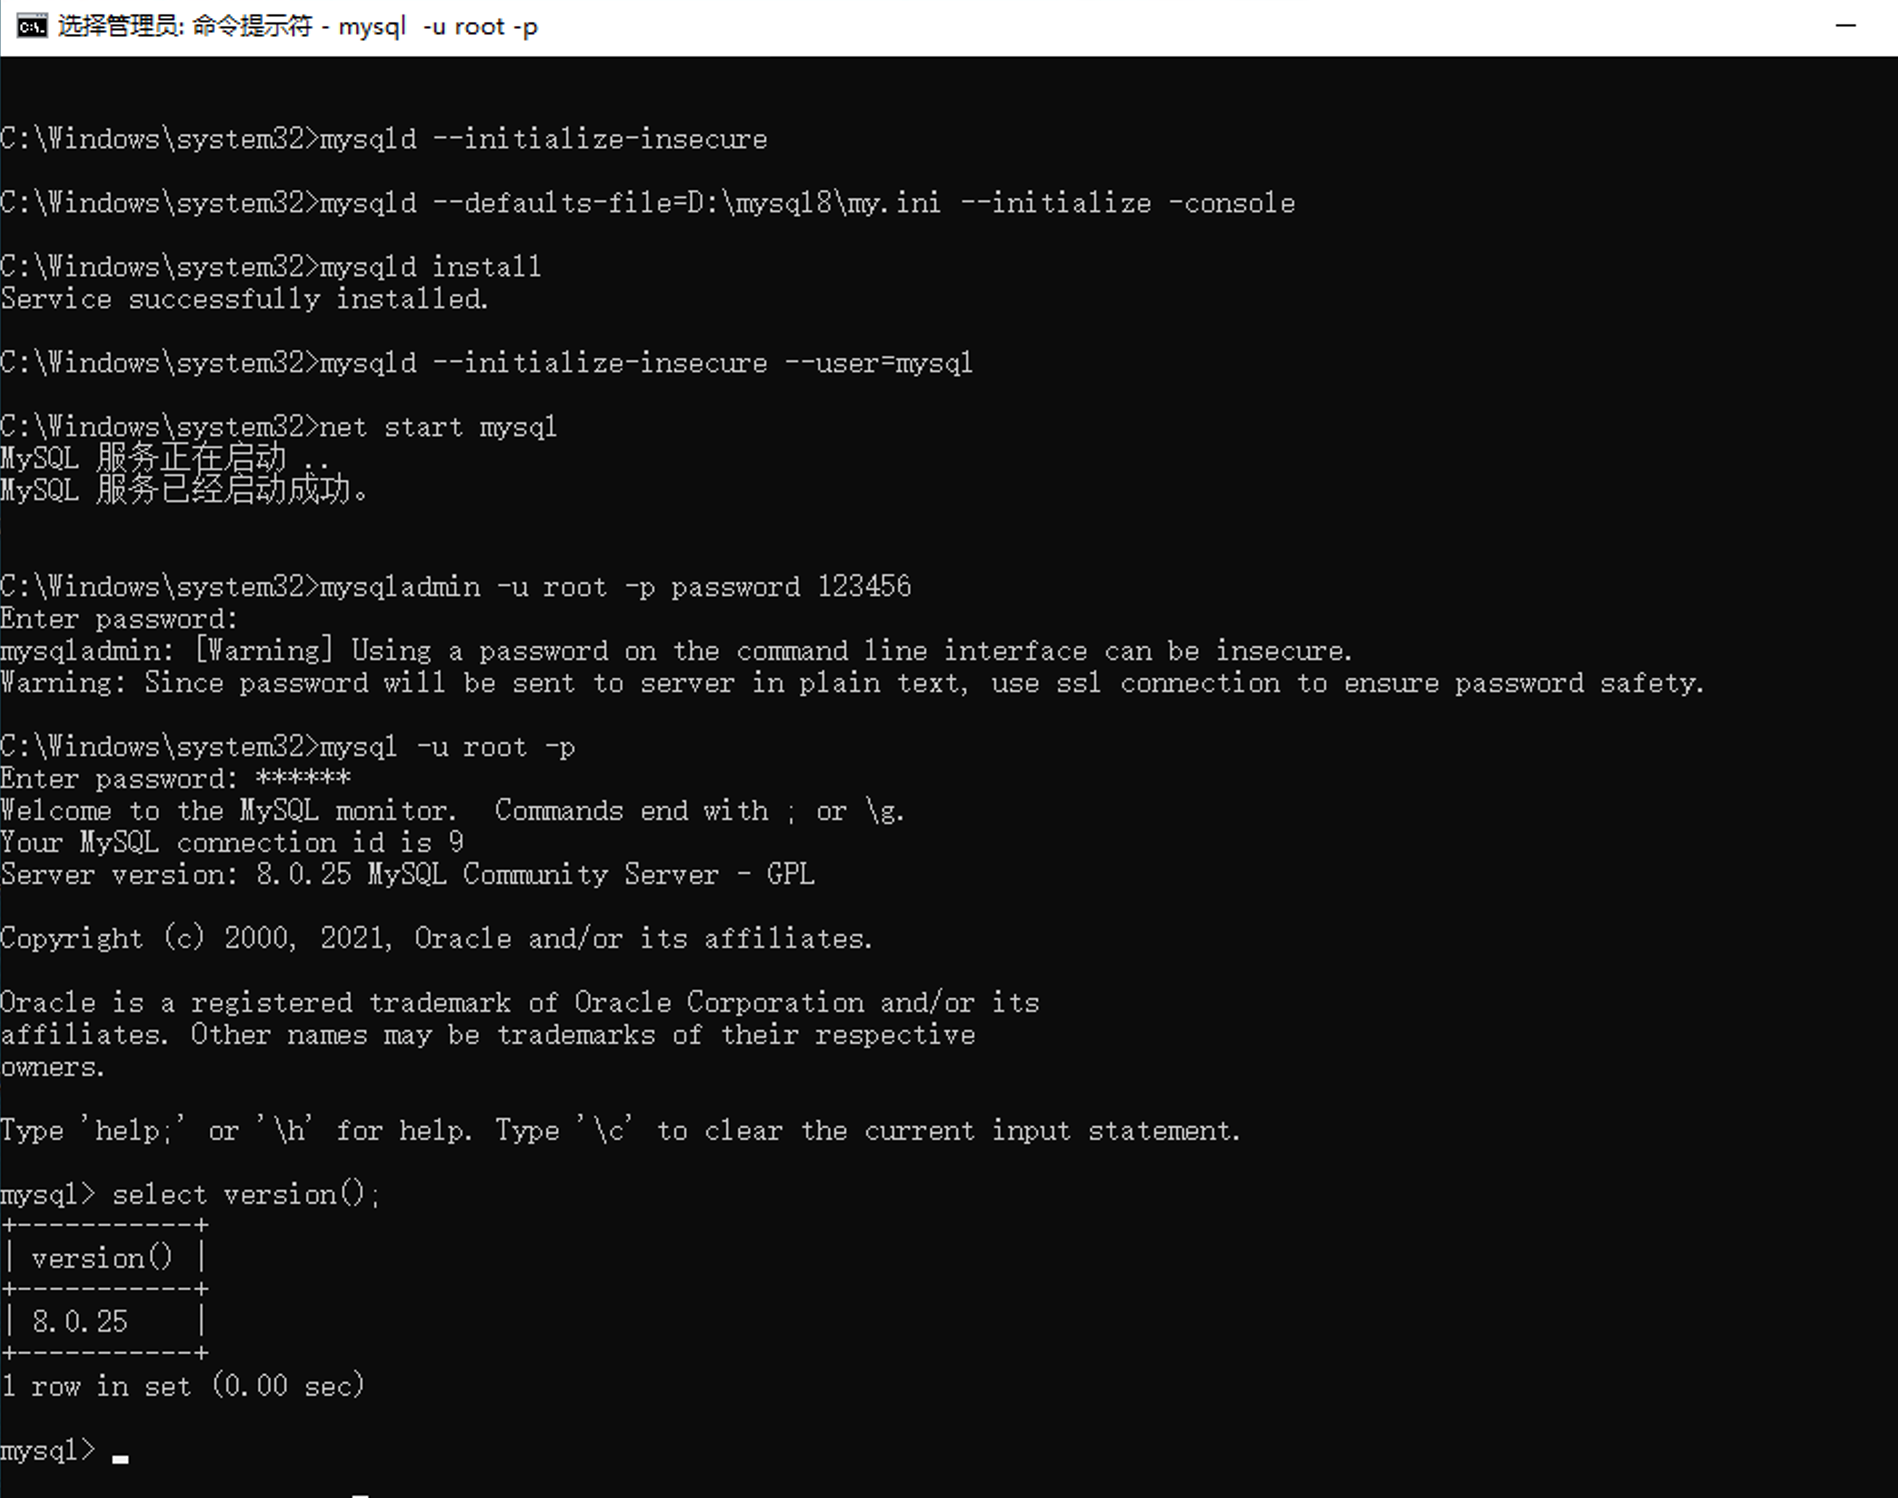 选择管理员: 命令提示符 - mysql  -u root -p
C:\Windows\system32>mysqld --initialize-insecure
C:\Windows\system32>mysqld --defaults-file=D:\mysql8\my.ini --initialize -console
C:\Windows\system32>mysqld install
Service successfully installed.
C:\Windows\system32>mysqld --initialize-insecure --user=mysql
C:\Windows\system32>net start mysql
MySQL 服务正在启动 ..
MySQL 服务已经启动成功。
C:\Windows\system32>mysqladmin -u root -p password 123456
Enter password:
mysqladmin: [Warning] Using a password on the command line interface can be insecure.
Warning: Since password will be sent to server in plain text, use ssl connection to ensure password safety.
C:\Windows\system32>mysql -u root -p
Enter password: ******
Welcome to the MySQL monitor.  Commands end with ; or \g.
Your MySQL connection id is 9
Server version: 8.0.25 MySQL Community Server - GPL
Copyright (c) 2000, 2021, Oracle and/or its affiliates.
Oracle is a registered trademark of Oracle Corporation and/or its
affiliates. Other names may be trademarks of their respective
owners.
Type 'help;' or '\h' for help. Type '\c' to clear the current input statement.
mysql> select version();
+-----------+
| version() |
+-----------+
| 8.0.25    |
+-----------+
1 row in set (0.00 sec)
mysql>